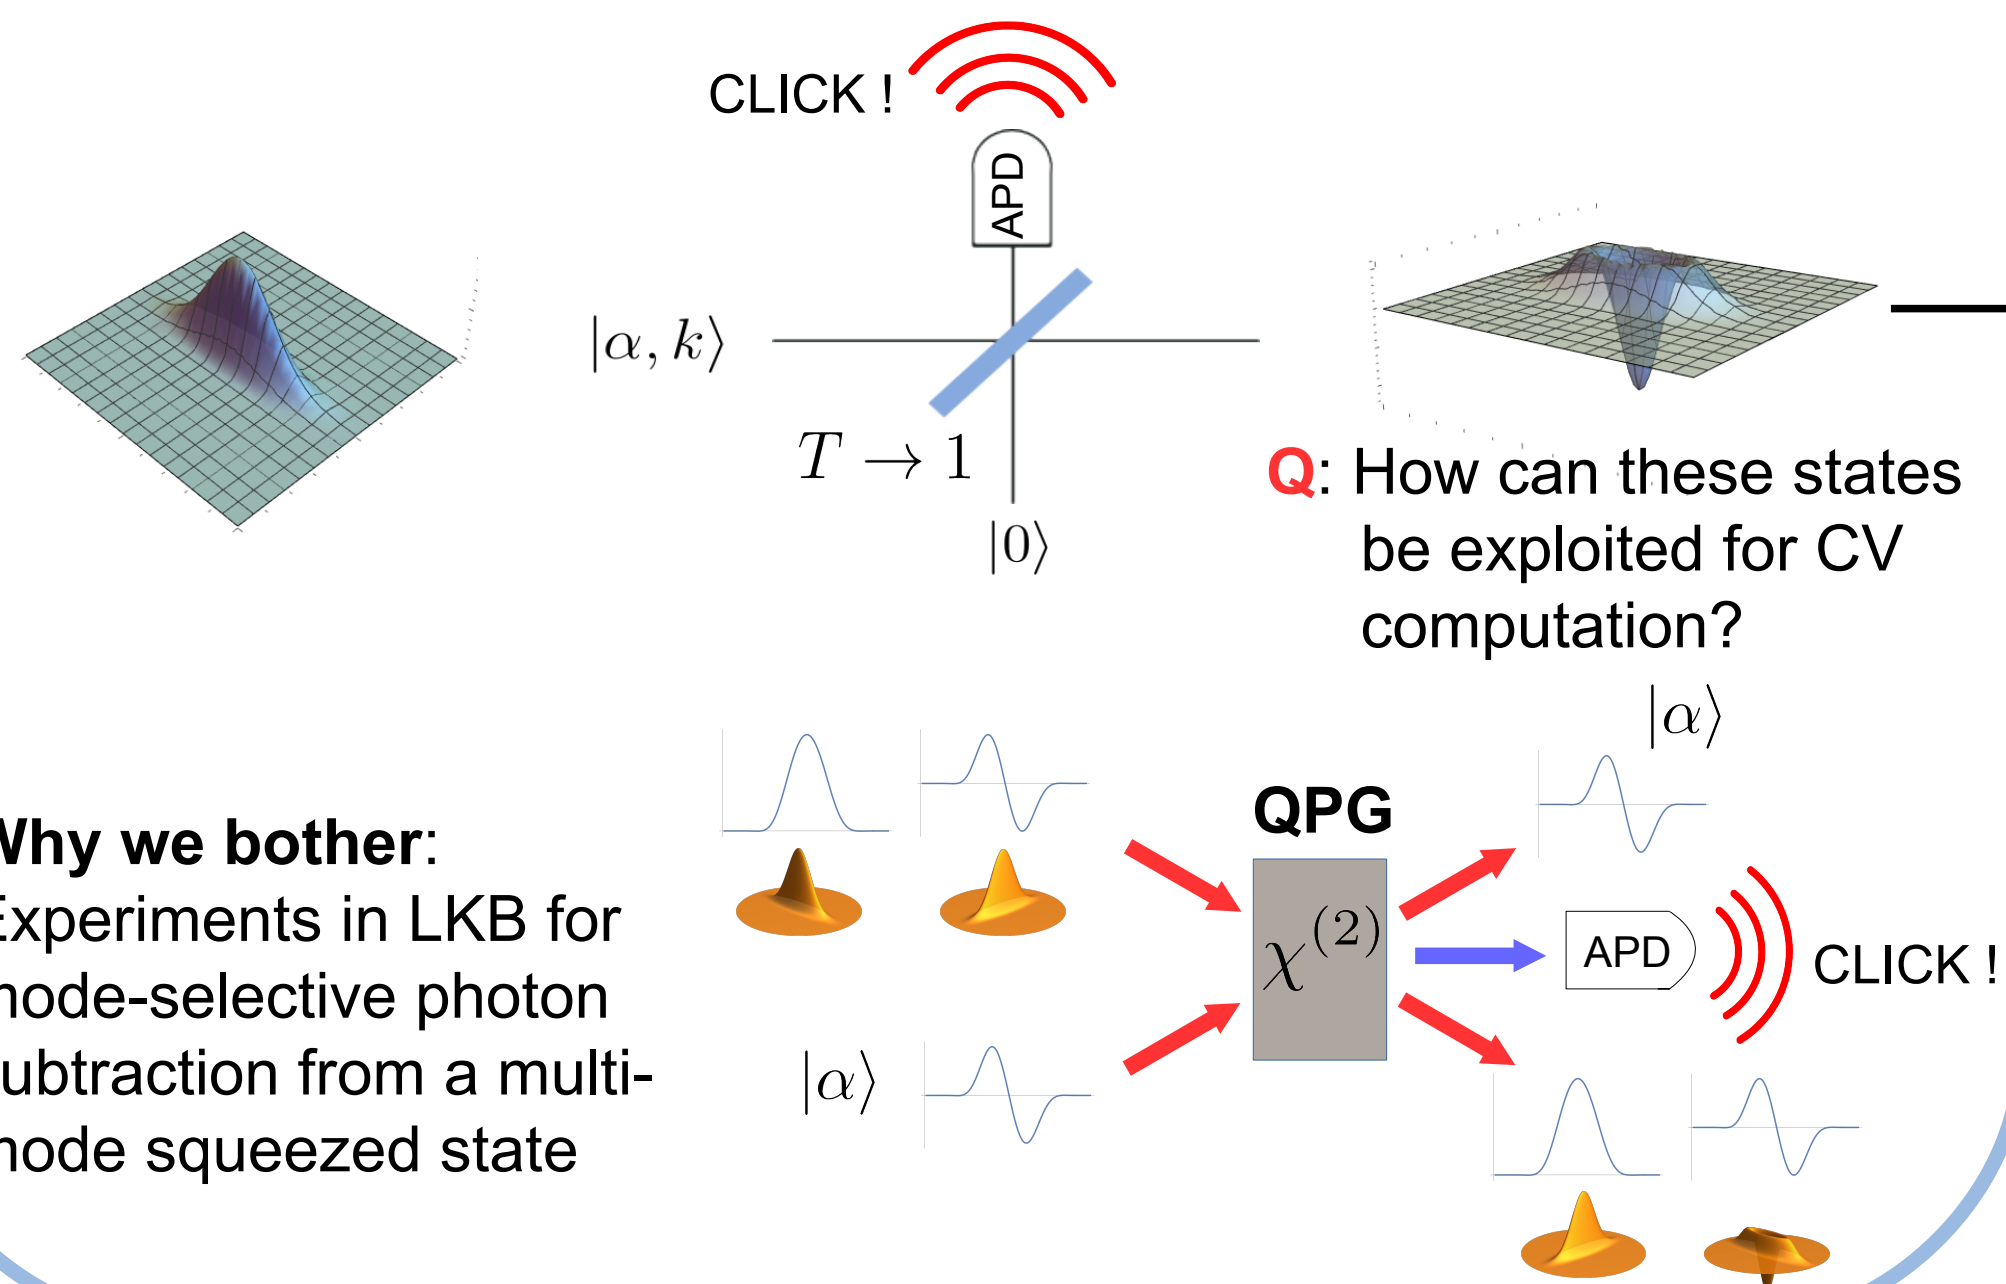 CLICK !
APD
|α, k⟩
T → 1
|0⟩
Q: How can these states
be exploited for CV
computation?
|α⟩
QPG
Why we bother:
Experiments in LKB for
mode-selective photon
subtraction from a multi-
mode squeezed state
χ(2)
APD
CLICK !
|α⟩